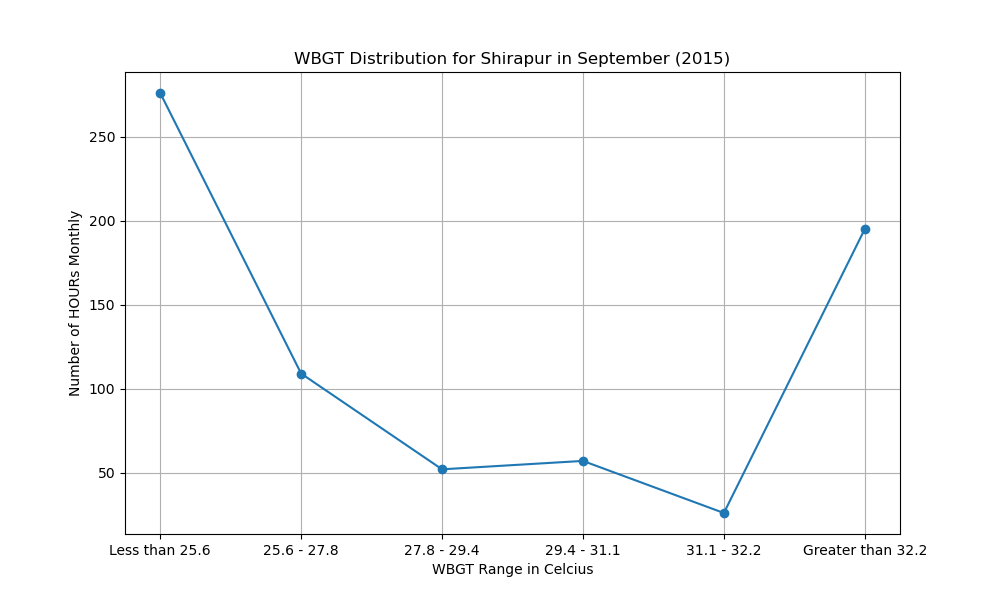 WBGT Distribution for Shirapur in September (2015)
Number of HOURs Monthly
250
200
150
100
50
Less than 25.6 25.6 - 27.8 27.8 - 29.4 29.4 - 31.1 31.1 - 32.2 Greater than 32.2
WBGT Range in Celcius